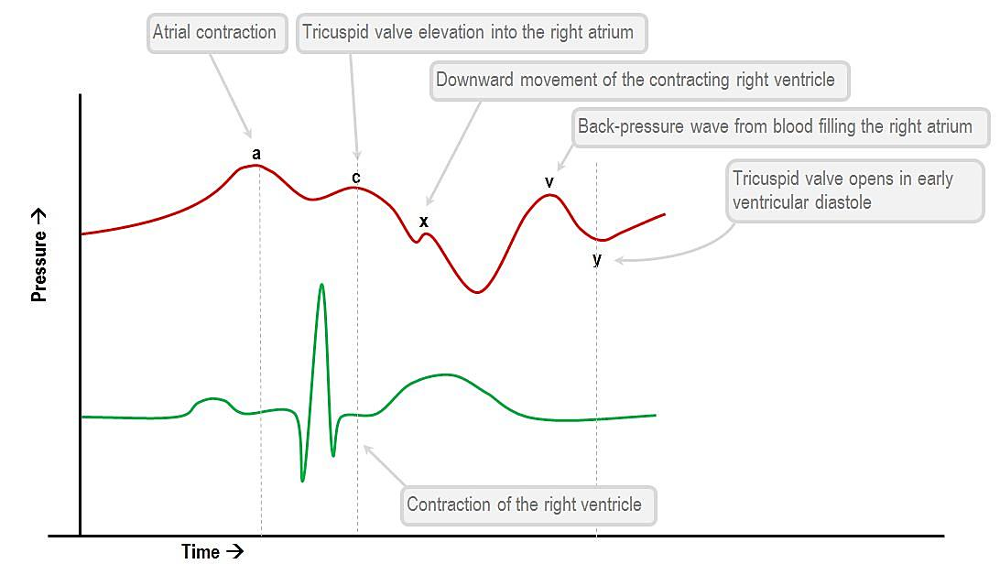 Atrial contraction
Tricuspid valve elevation into the right atrium
Downward movement of the contracting right ventricle
Back-pressure wave from blood filling the right atrium
Tricuspid valve opens in early
ventricular diastole
a
c
x
v
y
Pressure →
Contraction of the right ventricle
Time →